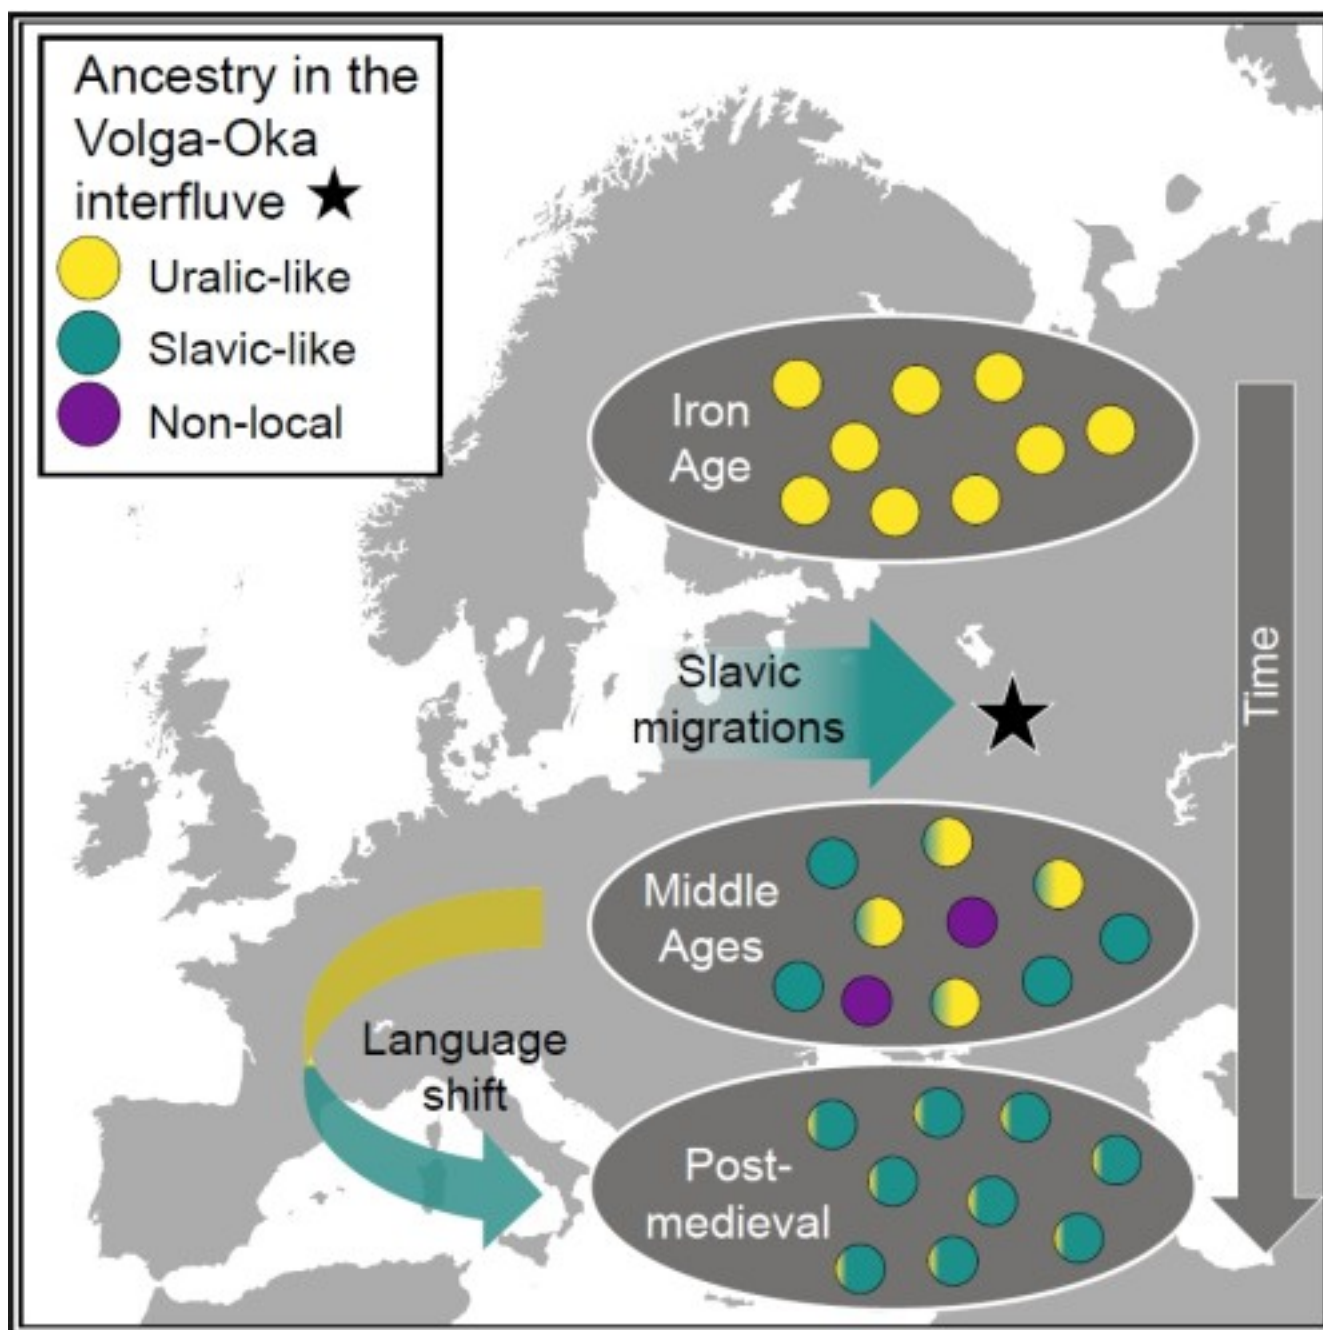 Ancestry in the
Volga-Oka
interfluve
Uralic-like
Slavic-like
Non-local
Iron
Age
Time
Slavic
migrations
Middle
Ages
Language
shift
Post-
medieval